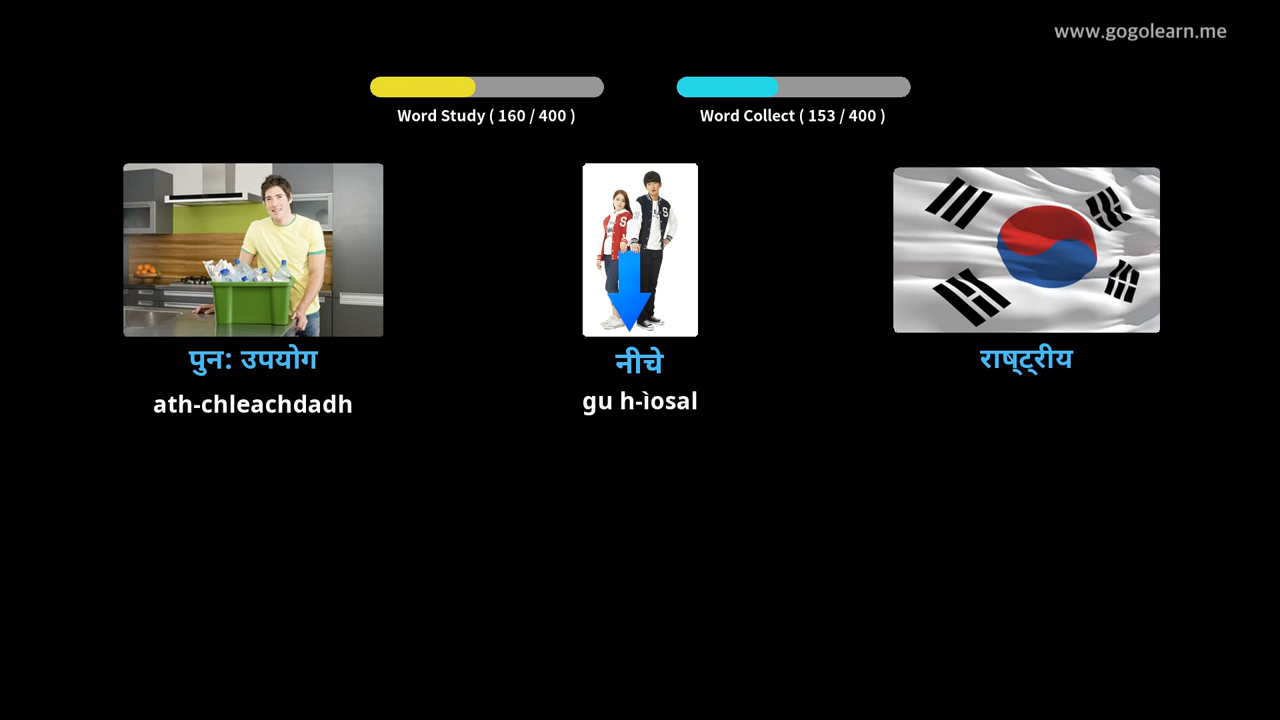 www.gogolearn.me
Word Study ( 160 / 400 )
Word Collect ( 153 / 400 )
पुन: उपयोग
नीचे
राष्ट्रीय
ath-chleachdadh
gu h-ìosal
S
S